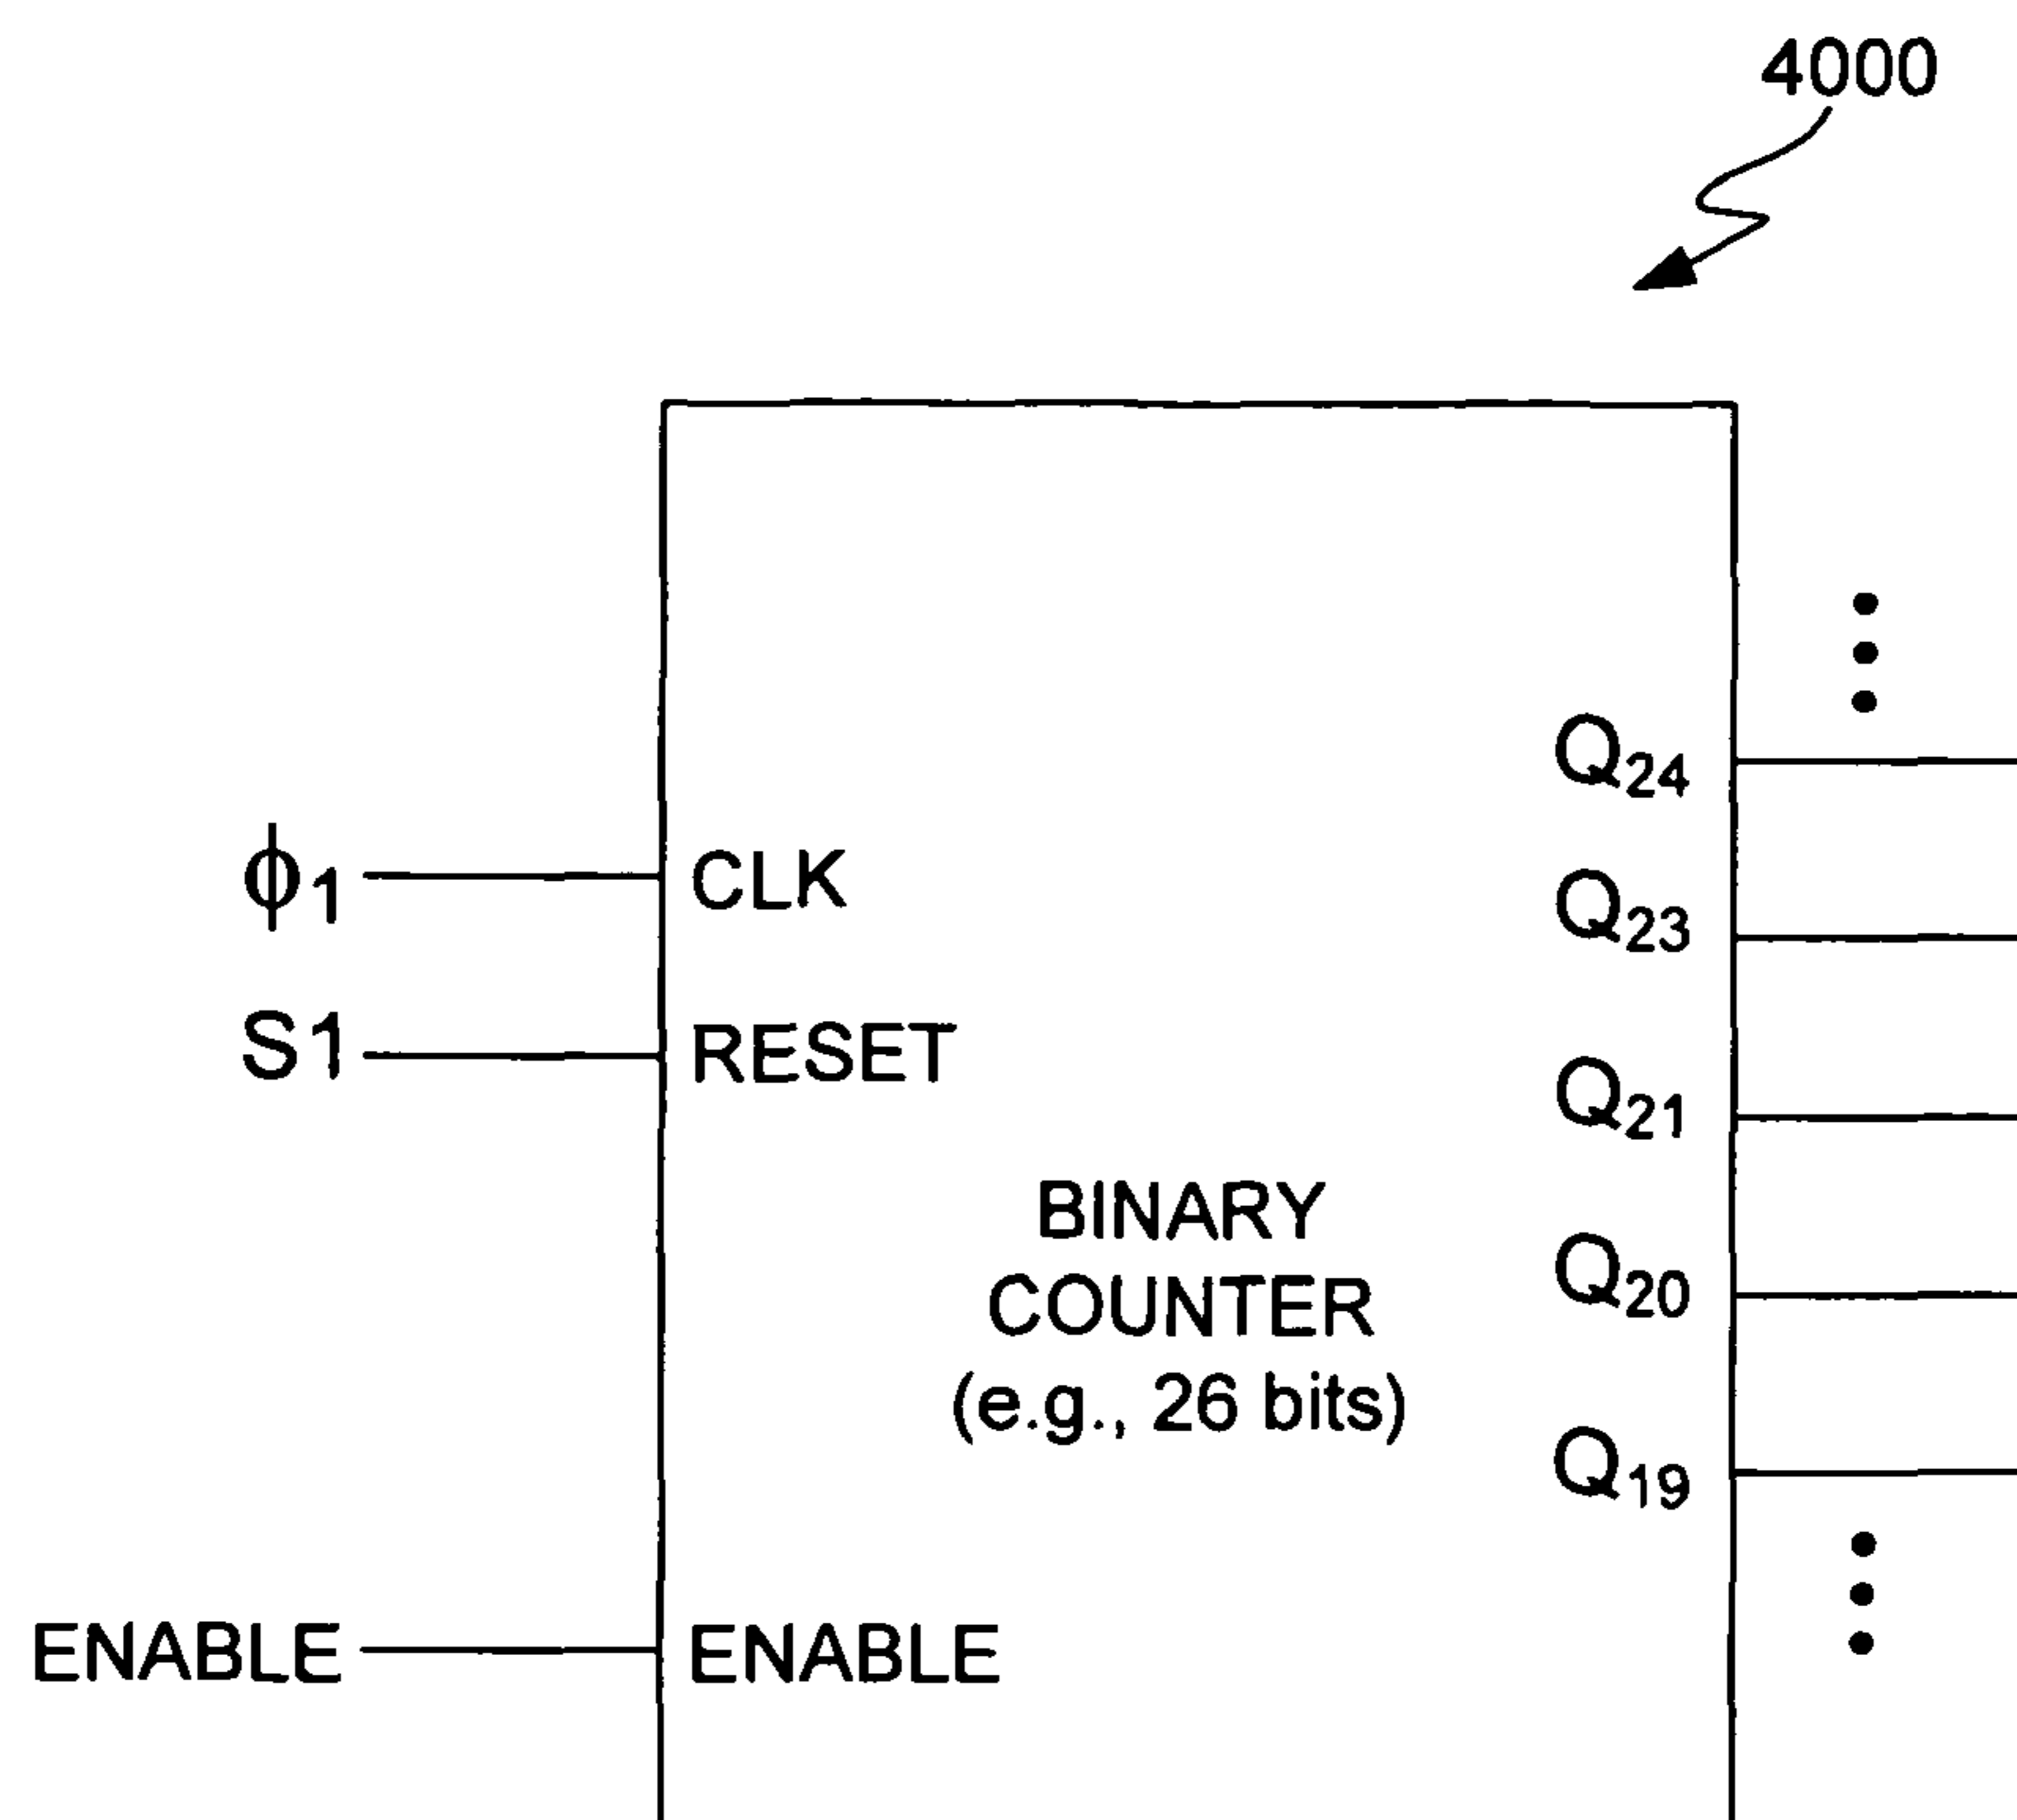 4000
Q24
ϕ1 CLK
Q23
S1 RESET
Q21
BINARY
COUNTER
(e.g., 26 bits)
Q20
Q19
ENABLE ENABLE